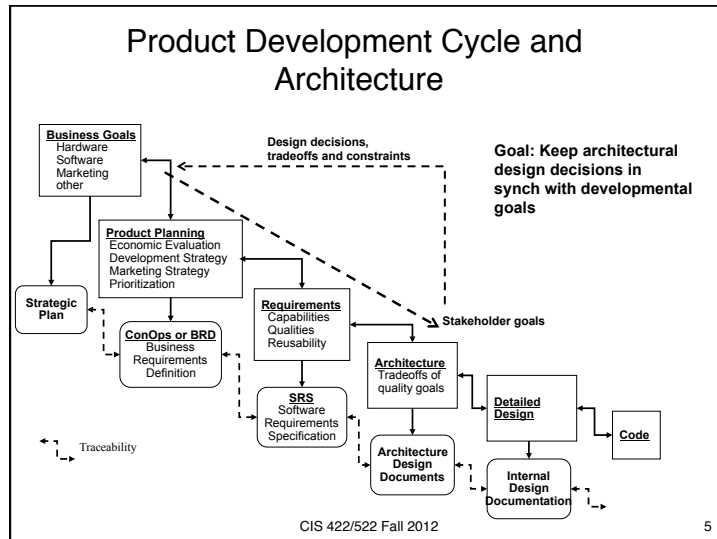 Product Development Cycle and
Architecture
Business Goals
Hardware
Software
Marketing
other
Design decisions,
tradeoffs and constraints
Goal: Keep architectural
design decisions in
synch with developmental
goals
Product Planning
Economic Evaluation
Development Strategy
Marketing Strategy
Prioritization
Strategic
Plan
Requirements
Capabilities
Qualities
Reusability
Stakeholder goals
ConOps or BRD
Business
Requirements
Definition
Architecture
Tradeoffs of
quality goals
Detailed
Design
Code
SRS
Software
Requirements
Specification
Traceability
Architecture
Design
Documents
Internal
Design
Documentation
CIS 422/522 Fall 2012
5